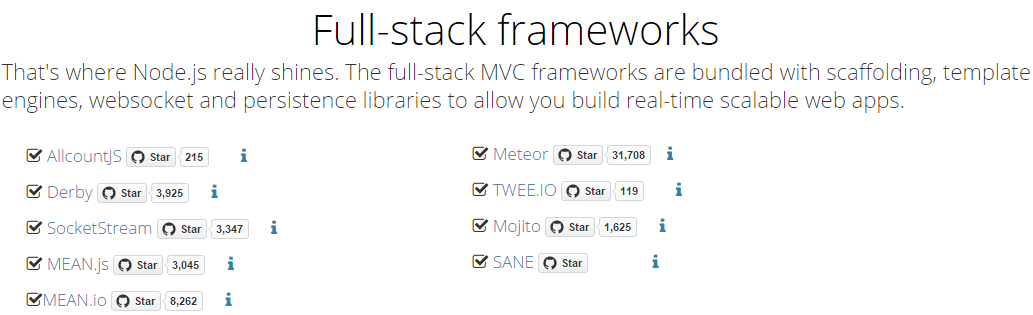 Full-stack frameworks
That's where Node.js really shines. The full-stack MVC frameworks are bundled with scaffolding, template
engines, websocket and persistence libraries to allow you build real-time scalable web apps.
AllcountJS Star 215
Derby Star 3,925
SocketStream Star 3,347
MEAN.js Star 3,045
MEAN.io Star 8,262
Meteor Star 31,708
TWEE.IO Star 119
Mojito Star 1,625
SANE Star